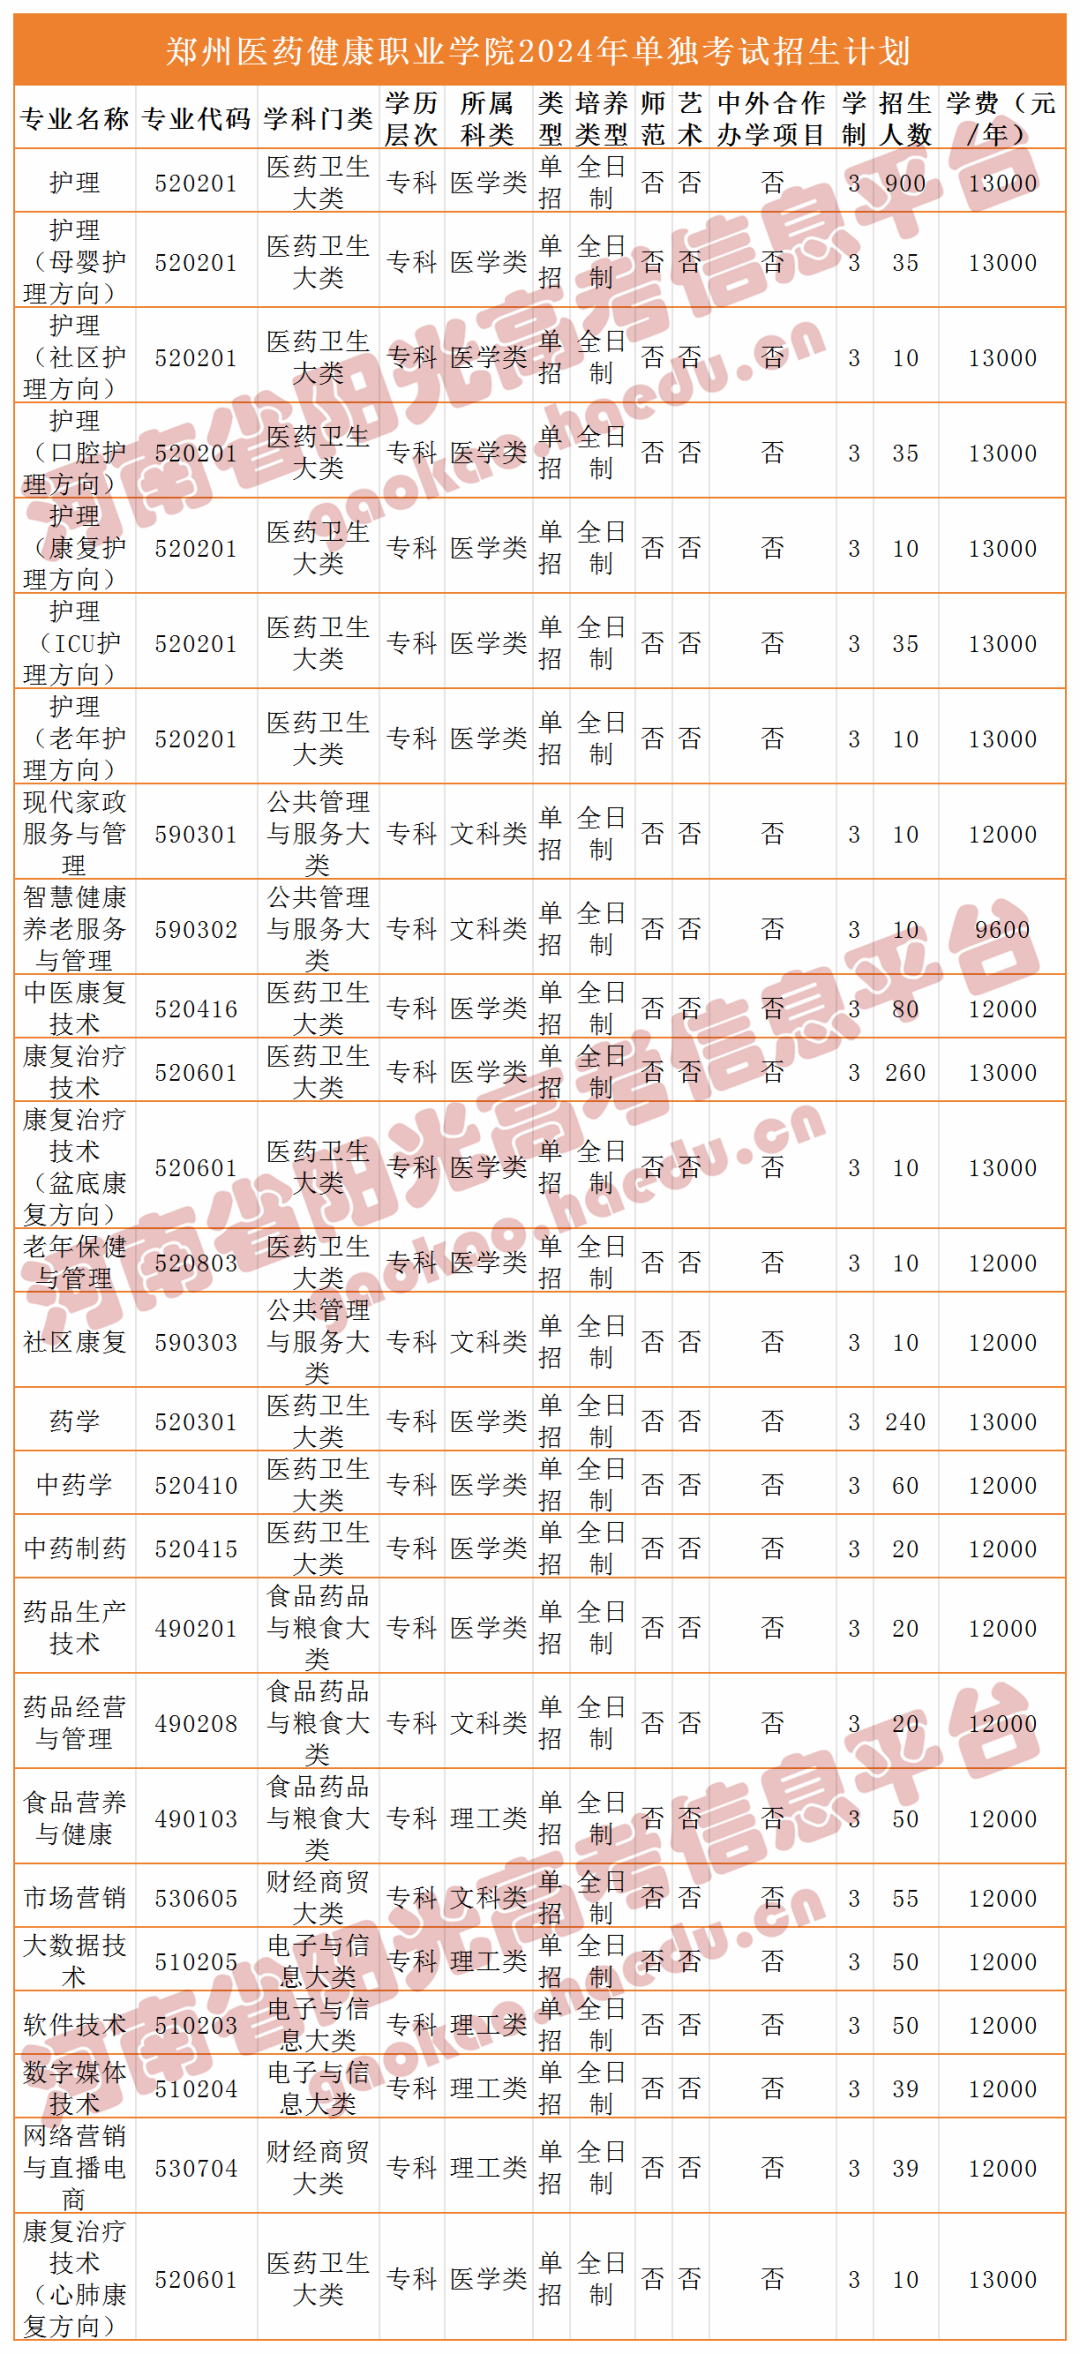 郑州医药健康职业学院2024年单独考试招生计划
专业名称 专业代码 学科门类 学历层次 所属科类 类型 培养类型 师范 艺术 中外合作办学项目 学制 招生人数 学费（元/年）
护理 520201 医药卫生大类 专科 医学类 单招 全日制 否 否 否 3 900 13000
护理（母婴护理方向） 520201 医药卫生大类 专科 医学类 单招 全日制 否 否 否 3 35 13000
护理（社区护理方向） 520201 医药卫生大类 专科 医学类 单招 全日制 否 否 否 3 10 13000
护理（口腔护理方向） 520201 医药卫生大类 专科 医学类 单招 全日制 否 否 否 3 35 13000
护理（康复护理方向） 520201 医药卫生大类 专科 医学类 单招 全日制 否 否 否 3 10 13000
护理（ICU护理方向） 520201 医药卫生大类 专科 医学类 单招 全日制 否 否 否 3 35 13000
护理（老年护理方向） 520201 医药卫生大类 专科 医学类 单招 全日制 否 否 否 3 10 13000
现代家政服务与管理 590301 公共管理与服务大类 专科 文科类 单招 全日制 否 否 否 3 10 12000
智慧健康养老服务与管理 590302 公共管理与服务大类 专科 文科类 单招 全日制 否 否 否 3 10 9600
中医康复技术 520416 医药卫生大类 专科 医学类 单招 全日制 否 否 否 3 80 12000
康复治疗技术 520601 医药卫生大类 专科 医学类 单招 全日制 否 否 否 3 260 13000
康复治疗技术（盆底康复方向） 520601 医药卫生大类 专科 医学类 单招 全日制 否 否 否 3 10 13000
老年保健与管理 520803 医药卫生大类 专科 医学类 单招 全日制 否 否 否 3 10 12000
社区康复 590303 公共管理与服务大类 专科 文科类 单招 全日制 否 否 否 3 10 12000
药学 520301 医药卫生大类 专科 医学类 单招 全日制 否 否 否 3 240 13000
中药学 520410 医药卫生大类 专科 医学类 单招 全日制 否 否 否 3 60 12000
中药制药 520415 医药卫生大类 专科 医学类 单招 全日制 否 否 否 3 20 12000
药品生产技术 490201 食品药品与粮食大类 专科 医学类 单招 全日制 否 否 否 3 20 12000
药品经营与管理 490208 食品药品与粮食大类 专科 文科类 单招 全日制 否 否 否 3 20 12000
食品营养与健康 490103 食品药品与粮食大类 专科 理工类 单招 全日制 否 否 否 3 50 12000
市场营销 530605 财经商贸大类 专科 文科类 单招 全日制 否 否 否 3 55 12000
大数据技术 510205 电子与信息大类 专科 理工类 单招 全日制 否 否 否 3 50 12000
软件技术 510203 电子与信息大类 专科 理工类 单招 全日制 否 否 否 3 50 12000
数字媒体技术 510204 电子与信息大类 专科 理工类 单招 全日制 否 否 否 3 39 12000
网络营销与直播电商 530704 财经商贸大类 专科 理工类 单招 全日制 否 否 否 3 39 12000
康复治疗技术（心肺康复方向） 520601 医药卫生大类 专科 医学类 单招 全日制 否 否 否 3 10 13000
河南省阳光高考信息平台
gaokao.haedu.cn
河南省阳光高考信息平台
gaokao.haedu.cn
河南省阳光高考信息平台
gaokao.haedu.cn